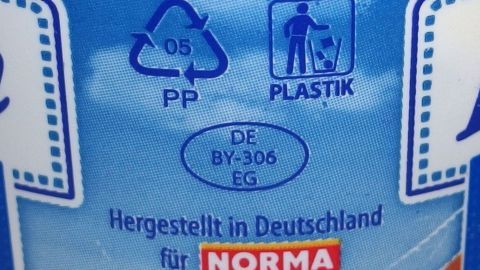 05
PP
PLASTIK
DE
BY-306
EG
Hergestellt in Deutschland
für NORMA